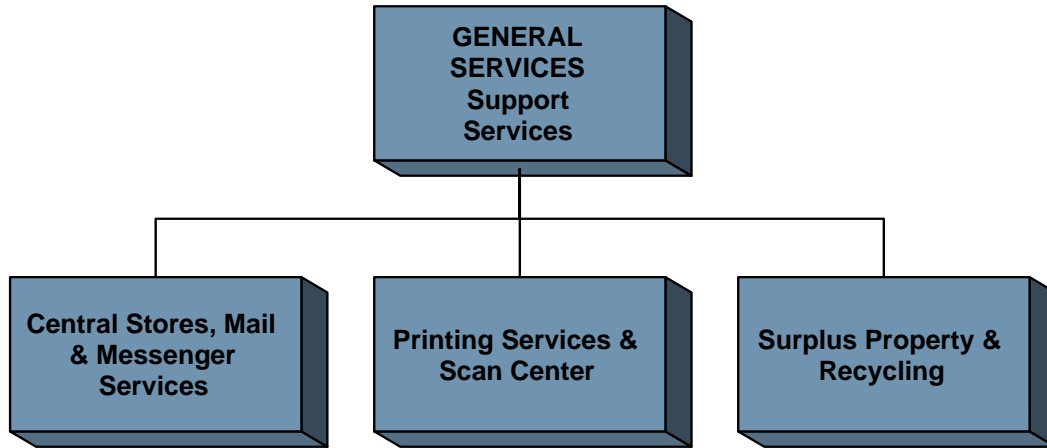 GENERAL
SERVICES
Support
Services
Central Stores, Mail
& Messenger
Services
Printing Services &
Scan Center
Surplus Property &
Recycling